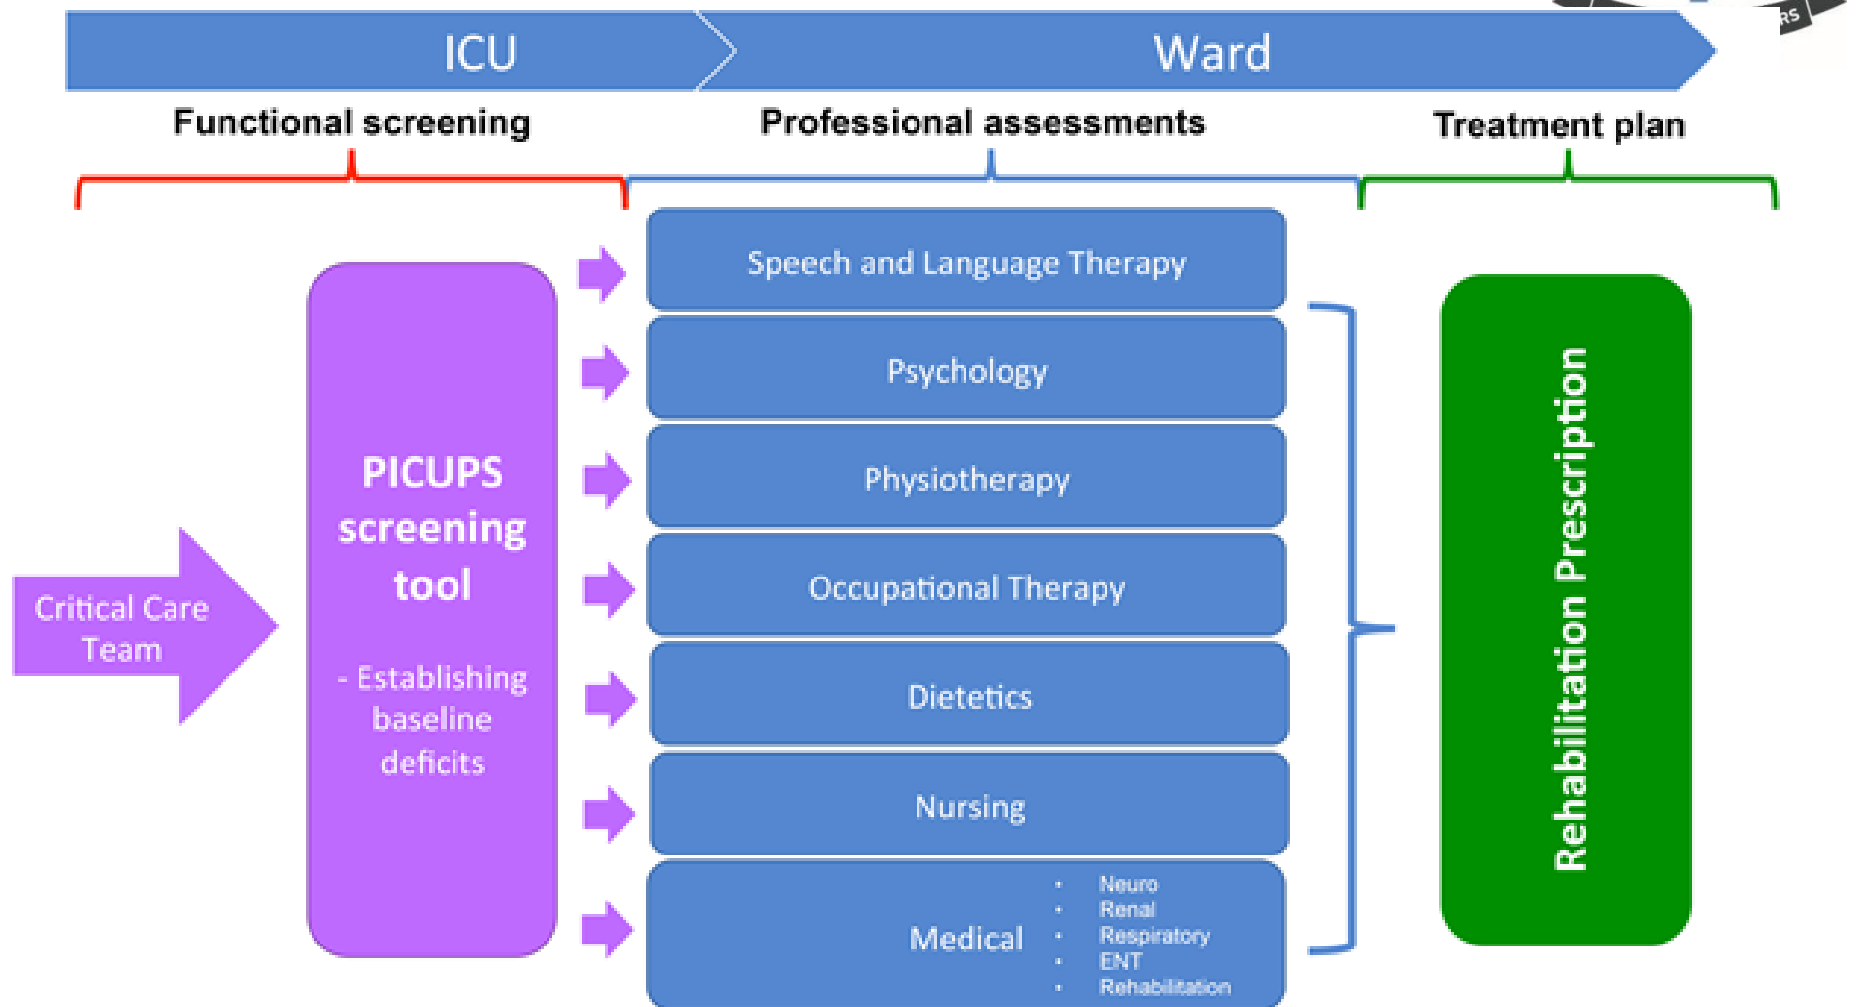 RS
ICU
Ward
Functional screening
Professional assessments
Treatment plan
Critical Care
Team
PICUPS
screening
tool
- Establishing
baseline
deficits
Speech and Language Therapy
Psychology
Physiotherapy
Occupational Therapy
Dietetics
Nursing
Medical
• Neuro
• Renal
• Respiratory
• ENT
• Rehabilitation
Rehabilitation Prescription